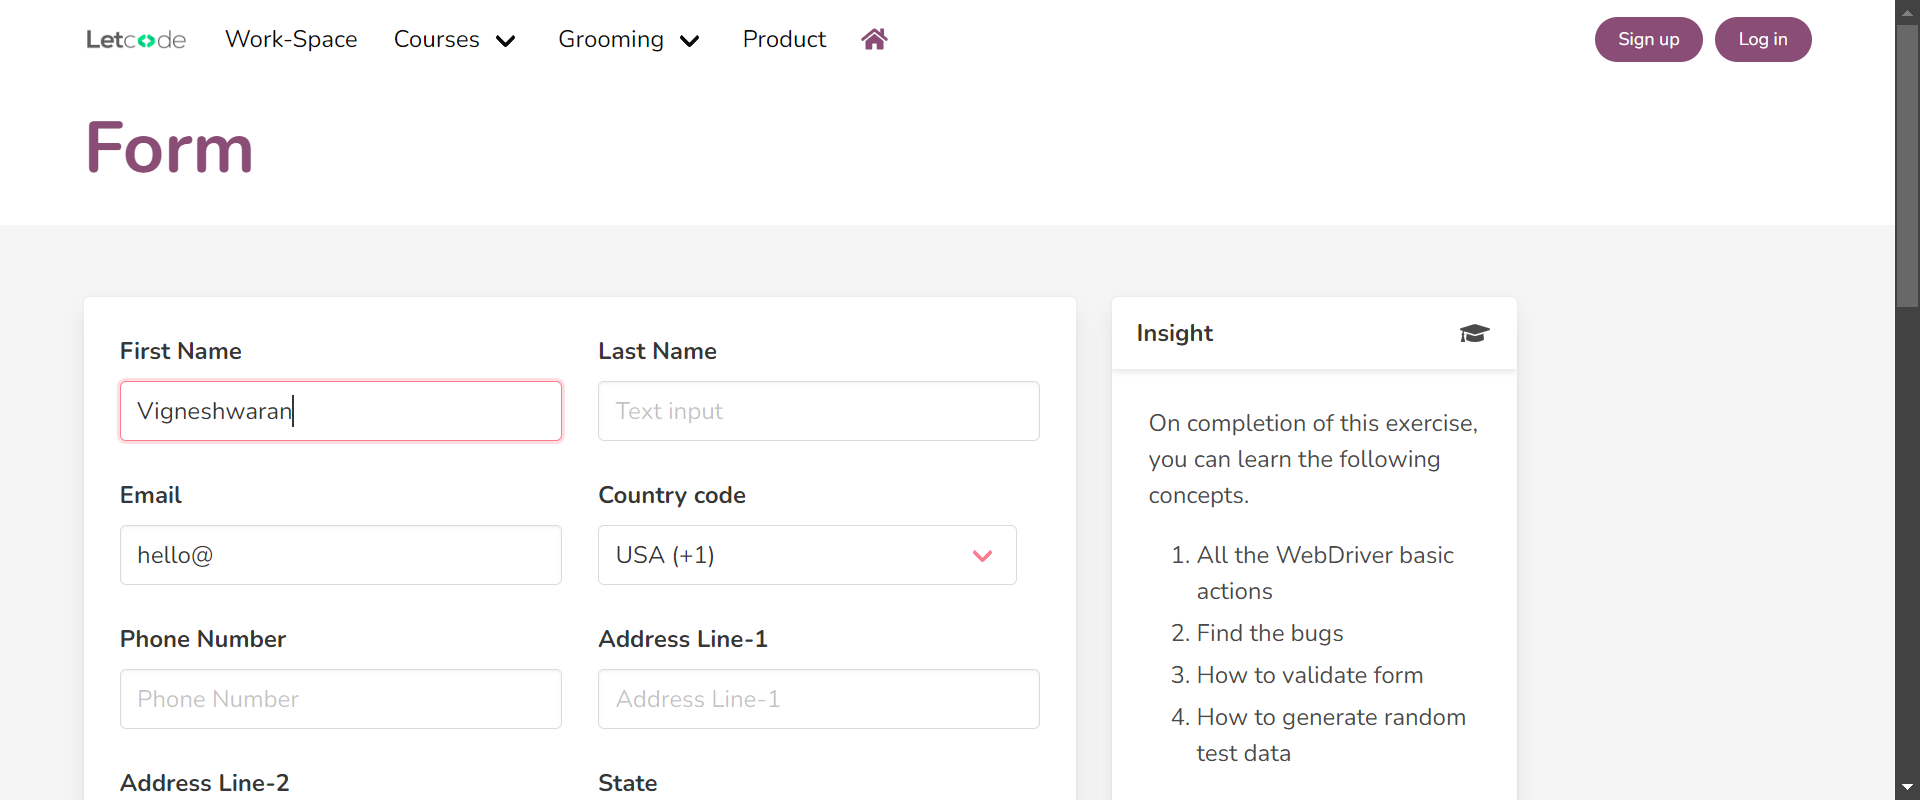 Letcode Work-Space Courses Grooming Product Sign up Log in
Form
First Name Last Name
Vigneshwaran Text input
Email Country code
hello@ USA (+1)
Phone Number Address Line-1
Phone Number Address Line-1
Address Line-2 State
Insight
On completion of this exercise,
you can learn the following
concepts.
1. All the WebDriver basic
actions
2. Find the bugs
3. How to validate form
4. How to generate random
test data